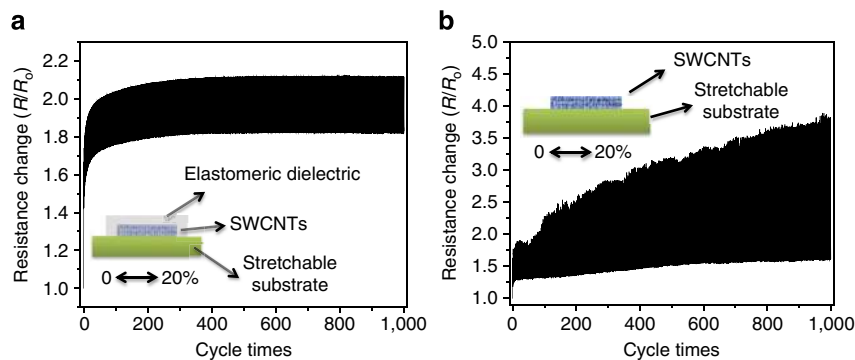 a
Resistance change (R/Ro)
2.2
2.0
1.8
1.6
1.4
1.2
1.0
Elastomeric dielectric
SWCNTs
Stretchable
substrate
0 20%
0 200 400 600 800 1,000
Cycle times
b
Resistance change (R/Ro)
5.0
4.5
4.0
3.5
3.0
2.5
2.0
1.5
1.0
SWCNTs
Stretchable
substrate
0 20%
0 200 400 600 800 1,000
Cycle times